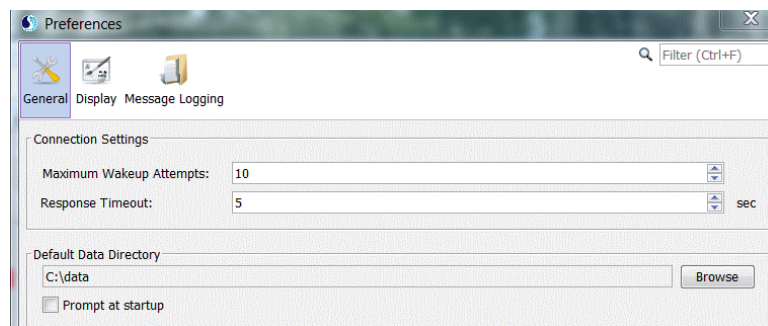 Preferences
Filter (Ctrl+F)
General Display Message Logging
Connection Settings
Maximum Wakeup Attempts: 10
Response Timeout: 5 sec
Default Data Directory
C:\data Browse
Prompt at startup